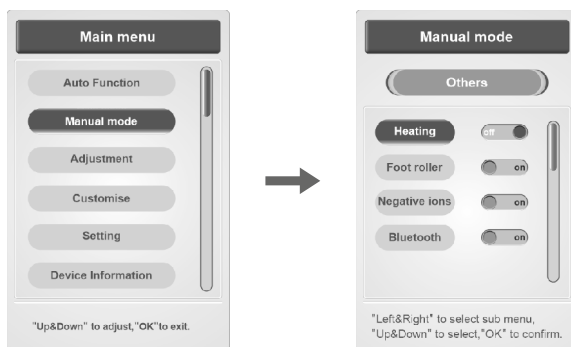 Main menu
Auto Function
Manual mode
Adjustment
Customise
Setting
Device Information
"Up&Down" to adjust,"OK"to exit.
Manual mode
Others
Heating off
Foot roller on
Negative ions on
Bluetooth on
"Left&Right" to select sub menu,
"Up&Down" to select,"OK" to confirm.